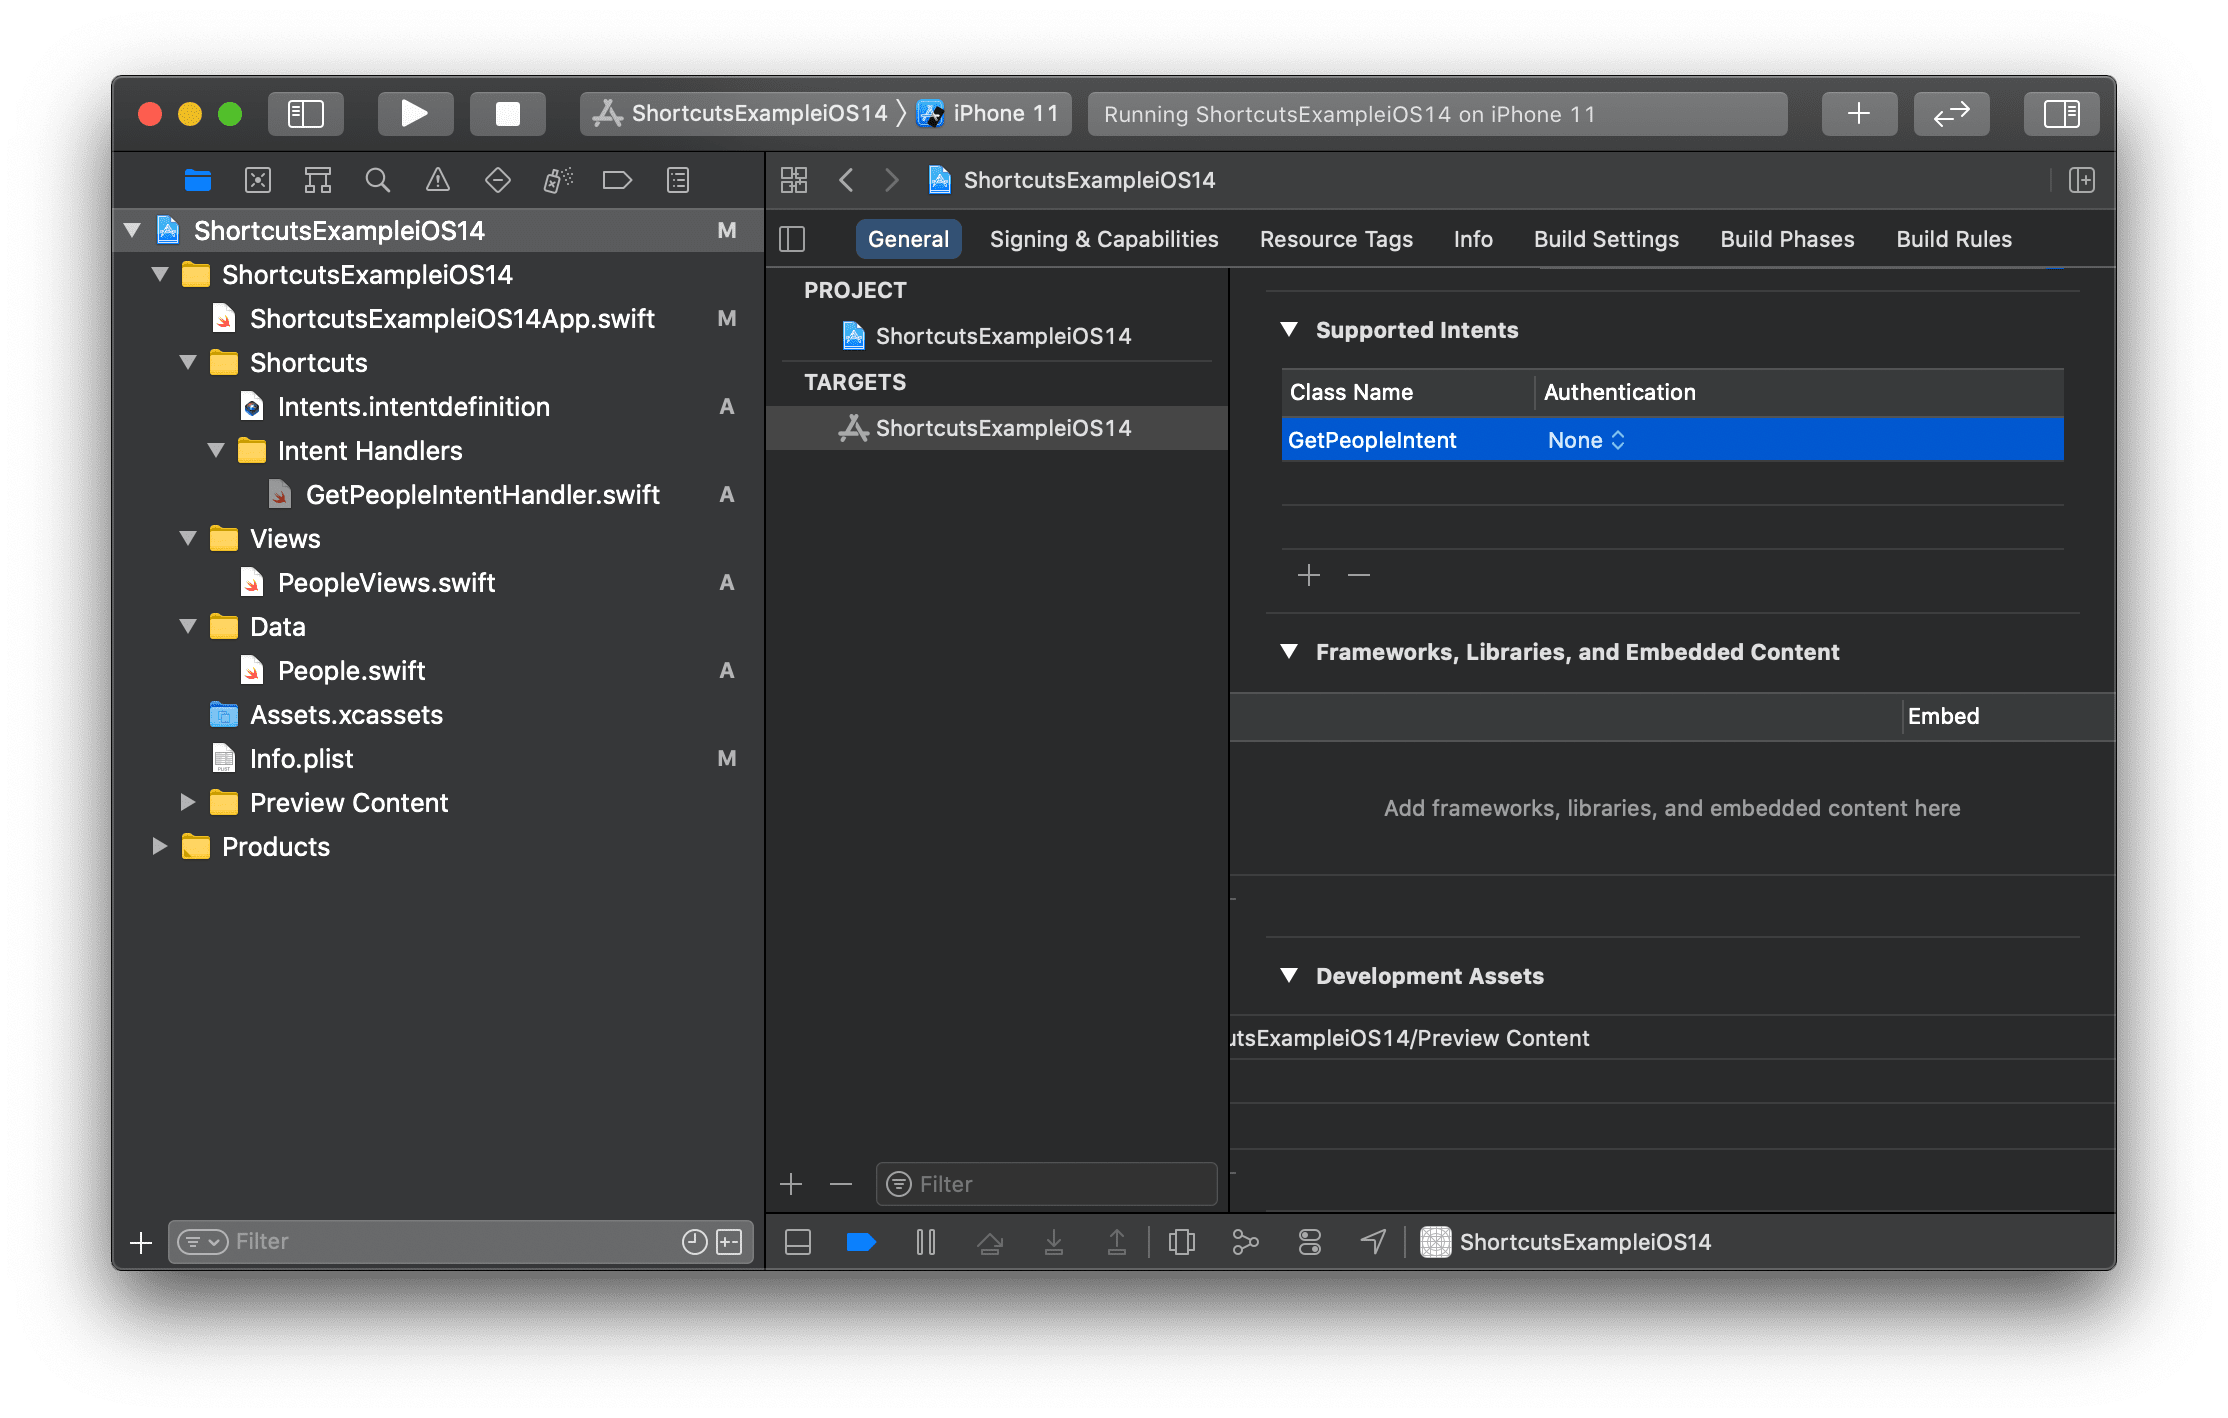 ShortcutsExampleiOS14 〉 iPhone 11
Running ShortcutsExampleiOS14 on iPhone 11
ShortcutsExampleiOS14 M
ShortcutsExampleiOS14
ShortcutsExampleiOS14App.swift M
Shortcuts
Intents.intentdefinition A
Intent Handlers
GetPeopleIntentHandler.swift A
Views
PeopleViews.swift A
Data
People.swift A
Assets.xcassets
Info.plist M
Preview Content
Products
Filter
ShortcutsExampleiOS14
General Signing & Capabilities Resource Tags Info Build Settings Build Phases Build Rules
PROJECT
ShortcutsExampleiOS14
TARGETS
ShortcutsExampleiOS14
Filter
Supported Intents
Class Name Authentication
GetPeopleIntent None
Frameworks, Libraries, and Embedded Content
Embed
Add frameworks, libraries, and embedded content here
Development Assets
utsExampleiOS14/Preview Content
ShortcutsExampleiOS14